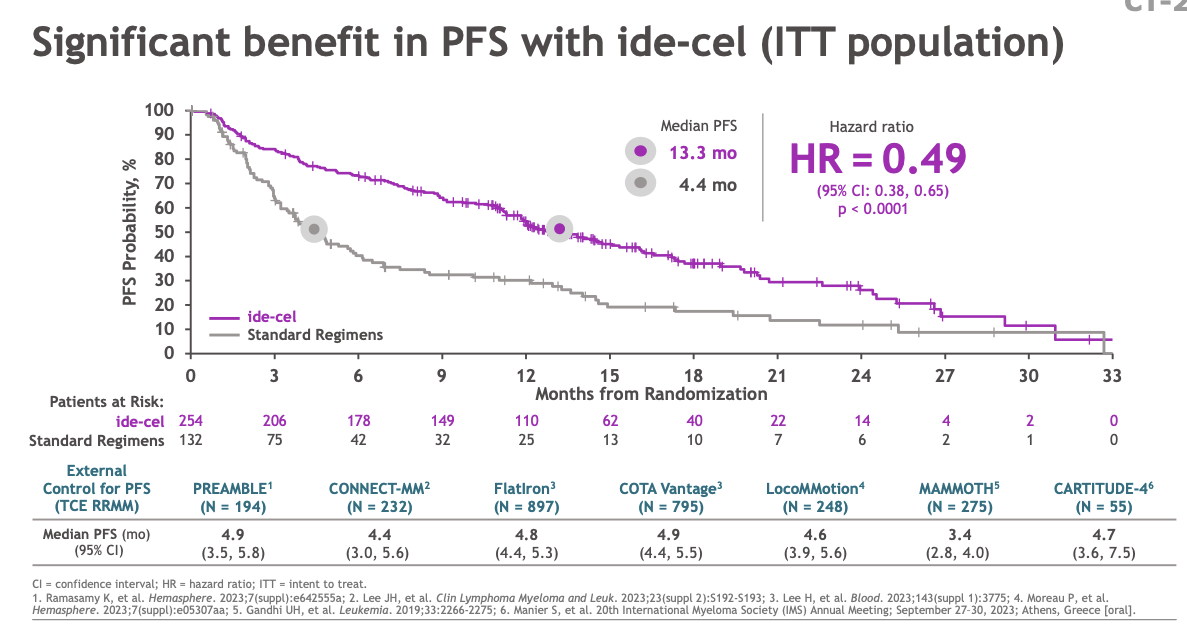 Significant benefit in PFS with ide-cel (ITT population)
PFS Probability, %
100
90
80
70
60
50
40
30
20
10
0
Median PFS
13.3 mo
4.4 mo
Hazard ratio
HR = 0.49
(95% CI: 0.38, 0.65)
p < 0.0001
ide-cel
Standard Regimens
0 3 6 9 12 15 18 21 24 27 30 33
Months from Randomization
Patients at Risk:
ide-cel 254 206 178 149 110 62 40 22 14 4 2 0
Standard Regimens 132 75 42 32 25 13 10 7 6 2 1 0
External
Control for PFS PREAMBLE¹ CONNECT-MM² FlatIron³ COTA Vantage³ LocoMMotion⁴ MAMMOTH⁵ CARTITUDE-4⁶
(TCE RRMM) (N = 194) (N = 232) (N = 897) (N = 795) (N = 248) (N = 275) (N = 55)
Median PFS (mo) 4.9 4.4 4.8 4.9 4.6 3.4 4.7
(95% CI) (3.5, 5.8) (3.0, 5.6) (4.4, 5.3) (4.4, 5.5) (3.9, 5.6) (2.8, 4.0) (3.6, 7.5)
CI = confidence interval; HR = hazard ratio; ITT = intent to treat.
1. Ramasamy K, et al. Hemasphere. 2023;7(suppl):e642555a; 2. Lee JH, et al. Clin Lymphoma Myeloma and Leuk. 2023;23(suppl 2):S192-S193; 3. Lee H, et al. Blood. 2023;143(suppl 1):3775; 4. Moreau P, et al.
Hemasphere. 2023;7(suppl):e05307aa; 5. Gandhi UH, et al. Leukemia. 2019;33:2266-2275; 6. Manier S, et al. 20th International Myeloma Society (IMS) Annual Meeting; September 27-30, 2023; Athens, Greece [oral].